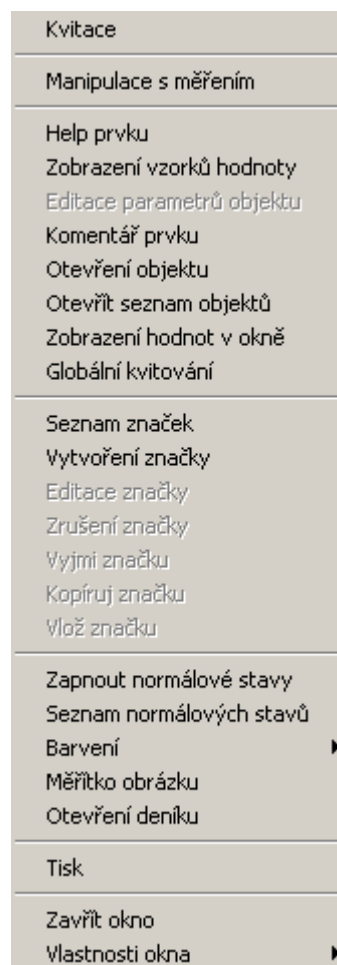 Kvitace
Manipulace s měřením
Help prvku
Zobrazení vzorků hodnoty
Editace parametrů objektu
Komentář prvku
Otevření objektu
Otevřít seznam objektů
Zobrazení hodnot v okně
Globální kvitování
Seznam značek
Vytvoření značky
Editace značky
Zrušení značky
Vyjmi značku
Kopíruj značku
Vlož značku
Zapnout normálové stavy
Seznam normálových stavů
Barvení
Měřítko obrázku
Otevření deníku
Tisk
Zavřít okno
Vlastnosti okna